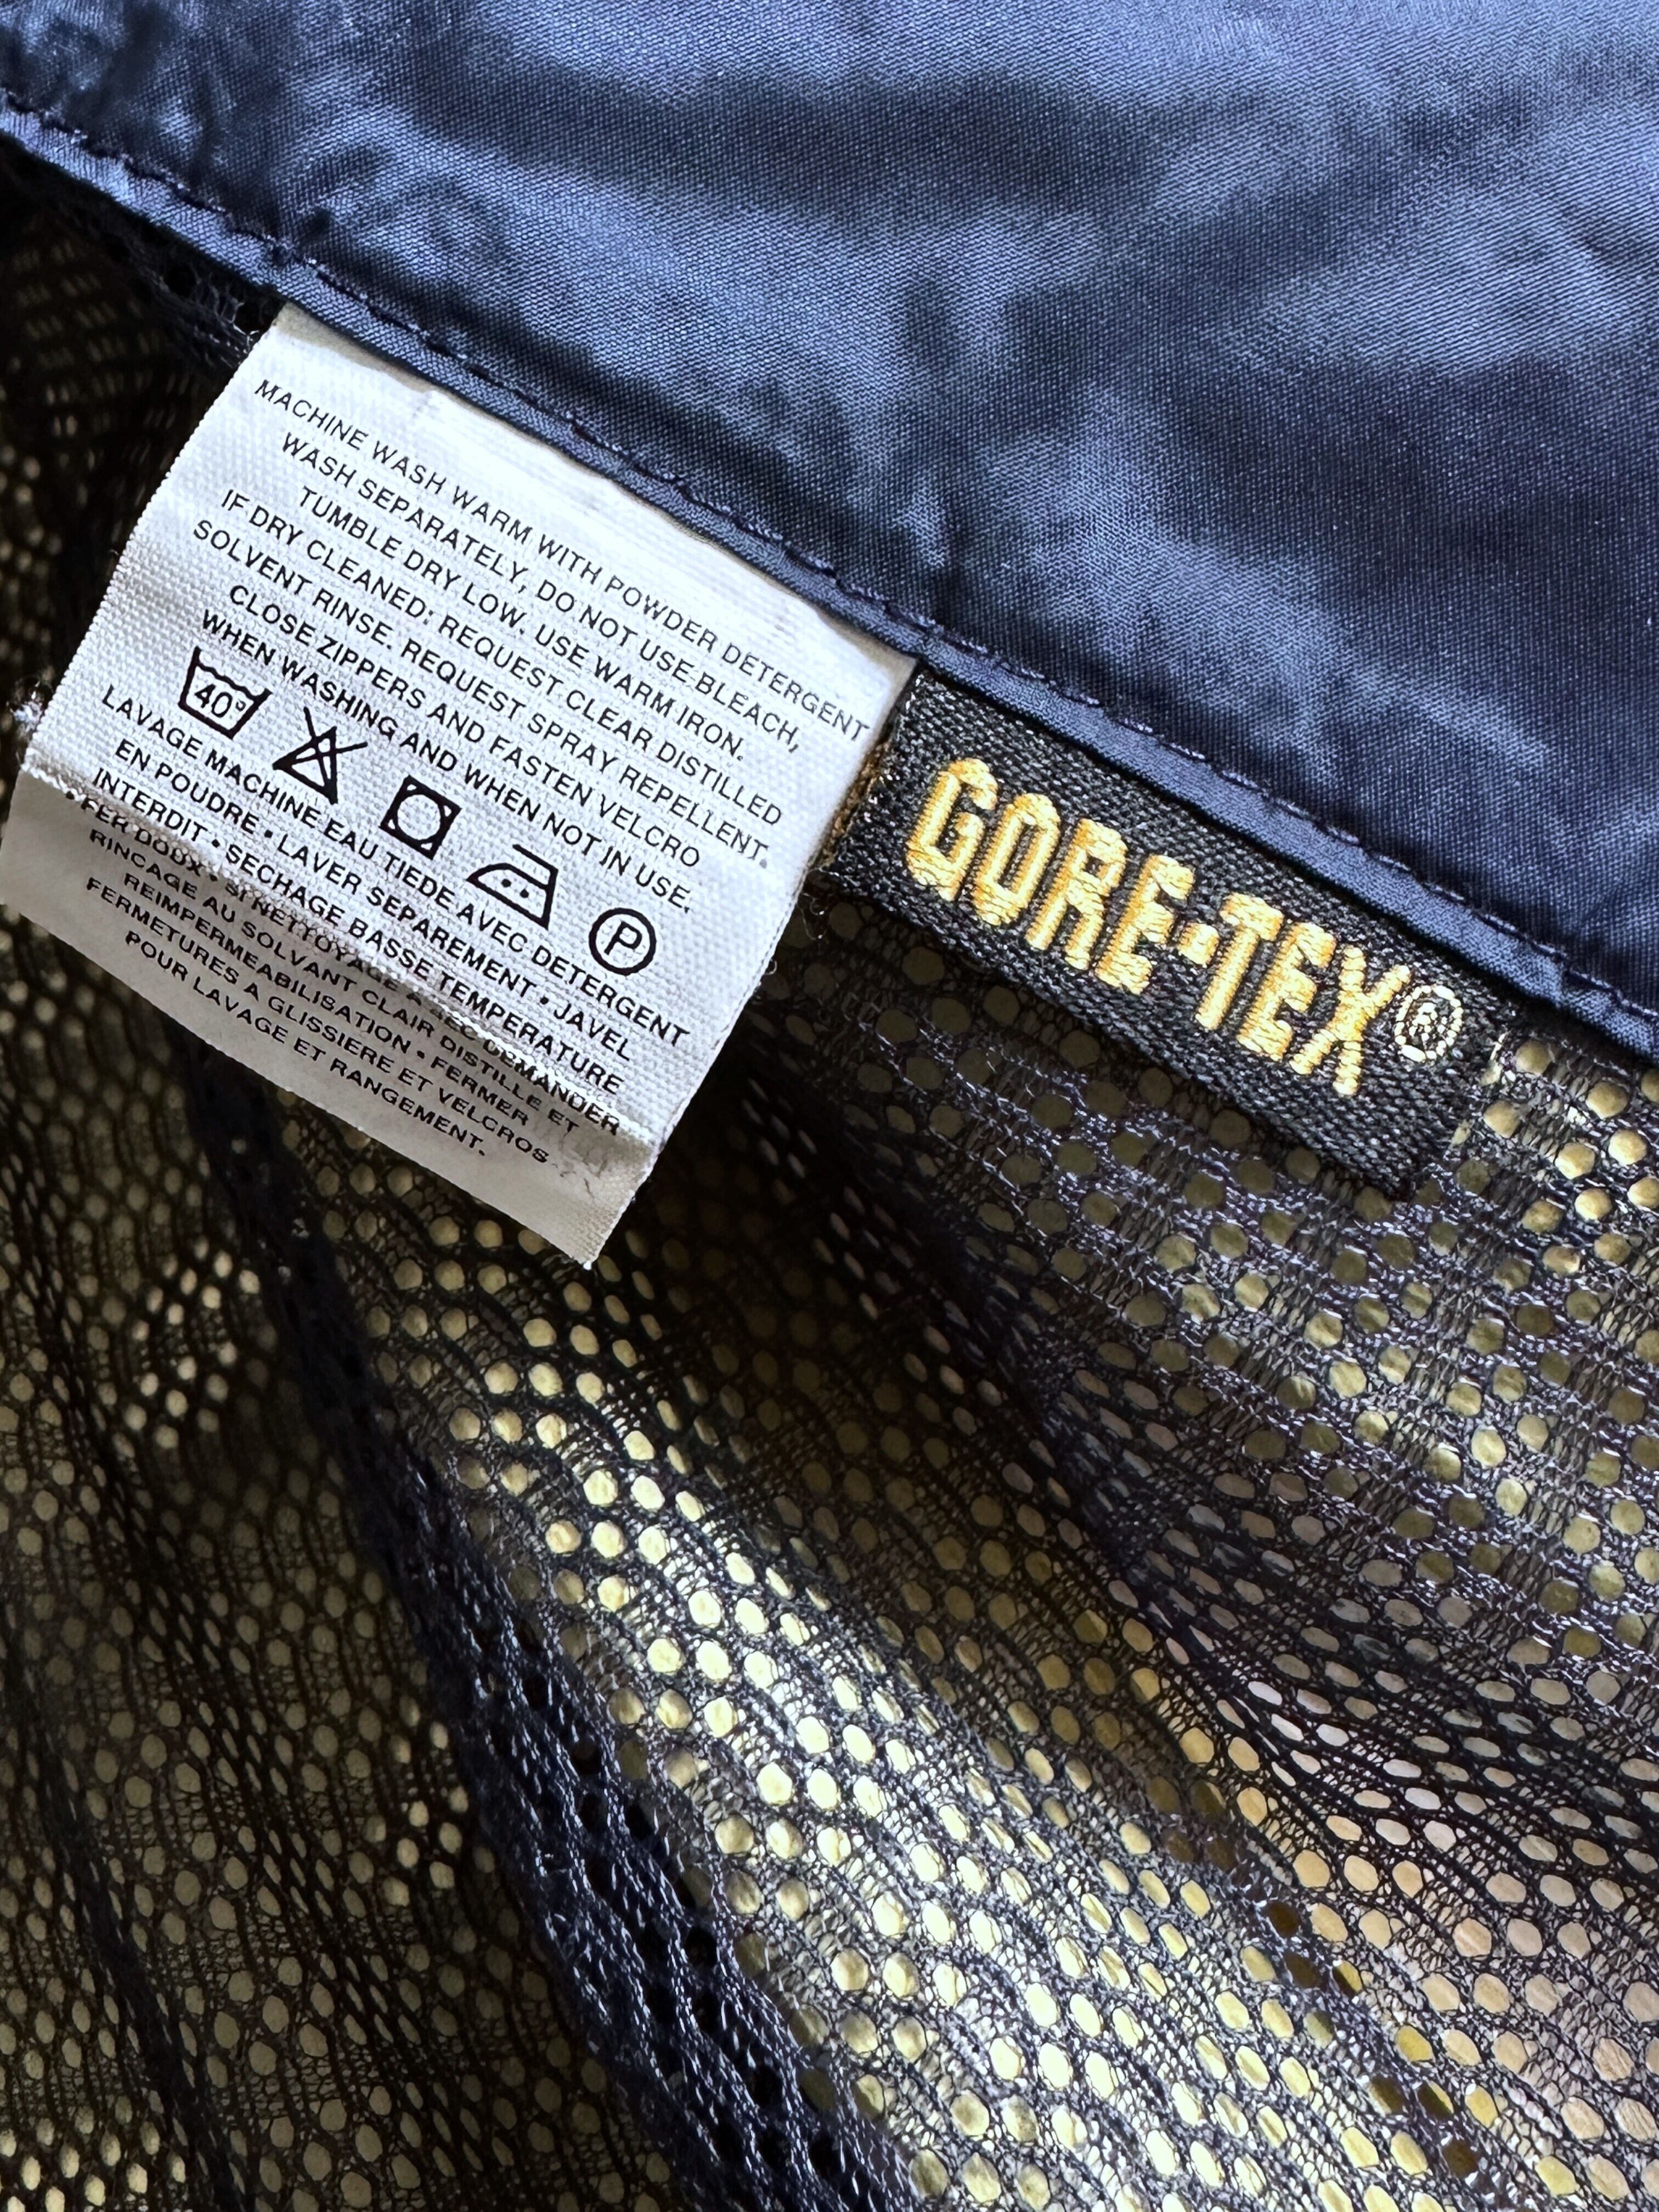 MACHINE WASH WARM WITH POWDER DETERGENT
WASH SEPARATELY, DO NOT USE BLEACH,
TUMBLE DRY LOW. USE WARM IRON.
IF DRY CLEANED: REQUEST CLEAR DISTILLED
SOLVENT RINSE. REQUEST SPRAY REPELLENT.
CLOSE ZIPPERS AND FASTEN VELCRO
WHEN WASHING AND WHEN NOT IN USE.
40°
P
LAVAGE MACHINE EAU TIEDE AVEC DETERGENT
EN POUDRE • LAVER SEPAREMENT • JAVEL
INTERDIT • SECHAGE BASSE TEMPERATURE
• FER DOUX • SI NETTOYAGE A SEC DEMANDER
RINCAGE AU SOLVANT CLAIR DISTILLE ET
REIMPERMEABILISATION • FERMER
FERMETURES A GLISSIERE ET VELCROS
POUR LAVAGE ET RANGEMENT.
GORE-TEX®